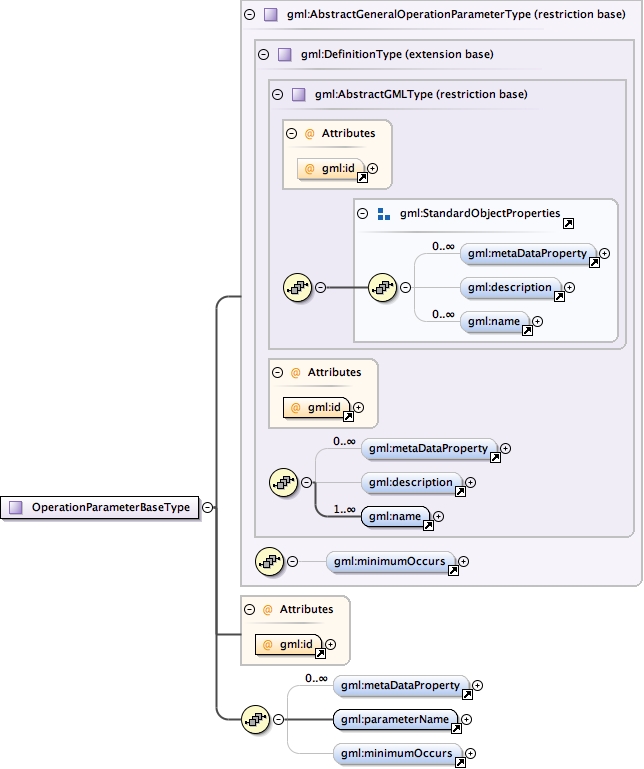 gml:AbstractGeneralOperationParameterType (restriction base)
gml:DefinitionType (extension base)
gml:AbstractGMLType (restriction base)
@ Attributes
@ gml:id
gml:StandardObjectProperties
0..∞
gml:metaDataProperty
gml:description
0..∞
gml:name
@ Attributes
@ gml:id
0..∞
gml:metaDataProperty
gml:description
1..∞
gml:name
OperationParameterBaseType
gml:minimumOccurs
@ Attributes
@ gml:id
0..∞
gml:metaDataProperty
gml:parameterName
gml:minimumOccurs